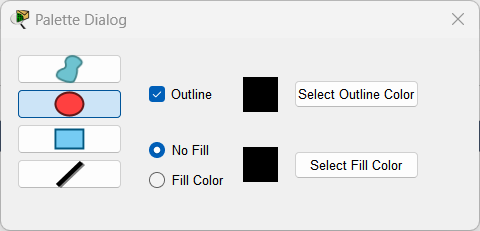 Palette Dialog
Outline
Select Outline Color
No Fill
Fill Color
Select Fill Color